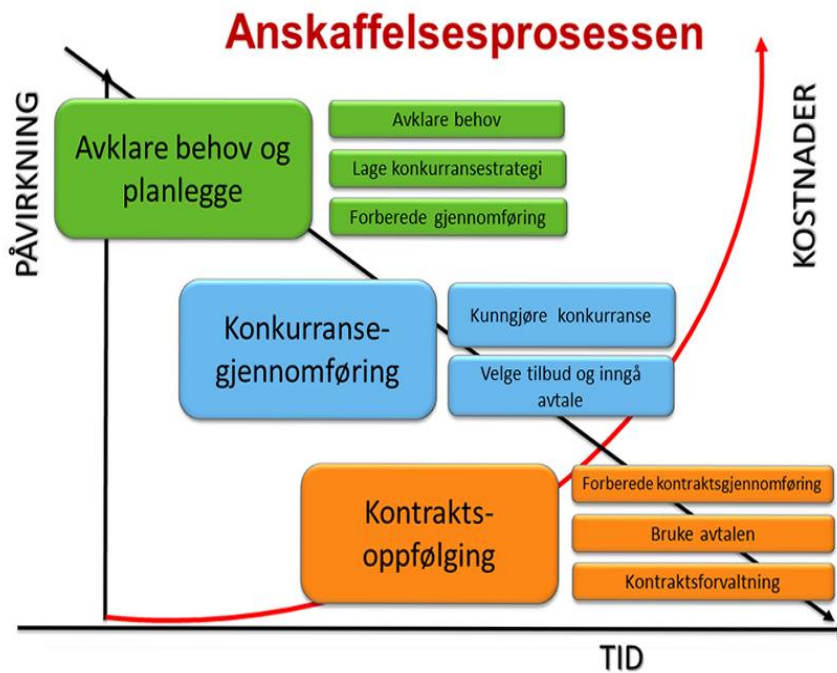 Anskaffelsesprosessen
PÅVIRKNING
KOSTNADER
Avklare behov og
planlegge
Avklare behov
Lage konkurransestrategi
Forberede gjennomføring
Konkurranse-
gjennomføring
Kunngjøre konkurranse
Velge tilbud og inngå
avtale
Kontrakts-
oppfølging
Forberede kontraktsgjennomføring
Bruke avtalen
Kontraktsforvaltning
TID